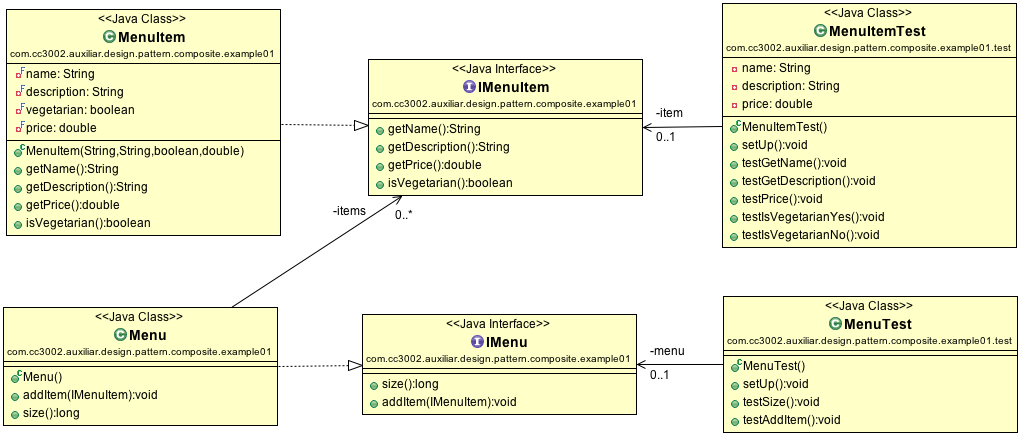 <<Java Class>>
MenuItem
com.cc3002.auxiliar.design.pattern.composite.example01
name: String
description: String
vegetarian: boolean
price: double
MenuItem(String,String,boolean,double)
getName():String
getDescription():String
getPrice():double
isVegetarian():boolean
<<Java Interface>>
IMenuItem
com.cc3002.auxiliar.design.pattern.composite.example01
getName():String
getDescription():String
getPrice():double
isVegetarian():boolean
-item
0..1
<<Java Class>>
MenuItemTest
com.cc3002.auxiliar.design.pattern.composite.example01.test
name: String
description: String
price: double
MenuItemTest()
setUp():void
testGetName():void
testGetDescription():void
testPrice():void
testIsVegetarianYes():void
testIsVegetarianNo():void
-items
0..*
<<Java Class>>
Menu
com.cc3002.auxiliar.design.pattern.composite.example01
Menu()
addItem(IMenuItem):void
size():long
<<Java Interface>>
IMenu
com.cc3002.auxiliar.design.pattern.composite.example01
size():long
addItem(IMenuItem):void
-menu
0..1
<<Java Class>>
MenuTest
com.cc3002.auxiliar.design.pattern.composite.example01.test
MenuTest()
setUp():void
testSize():void
testAddItem():void